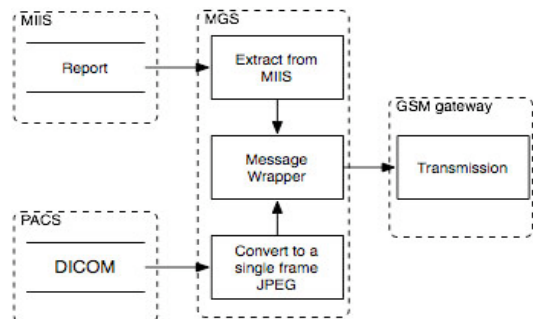 MIIS
Report
MGS
Extract from
MIIS
Message
Wrapper
GSM gateway
Transmission
PACS
DICOM
Convert to a
single frame
JPEG